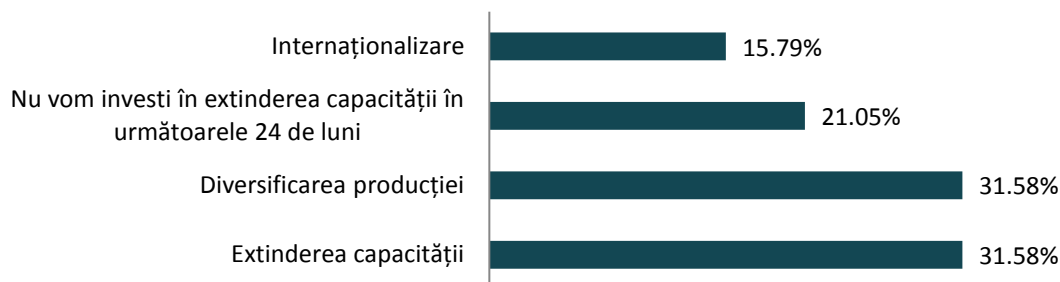 Internaționalizare
15.79%
Nu vom investi în extinderea capacității în
următoarele 24 de luni
21.05%
Diversificarea producției
31.58%
Extinderea capacității
31.58%